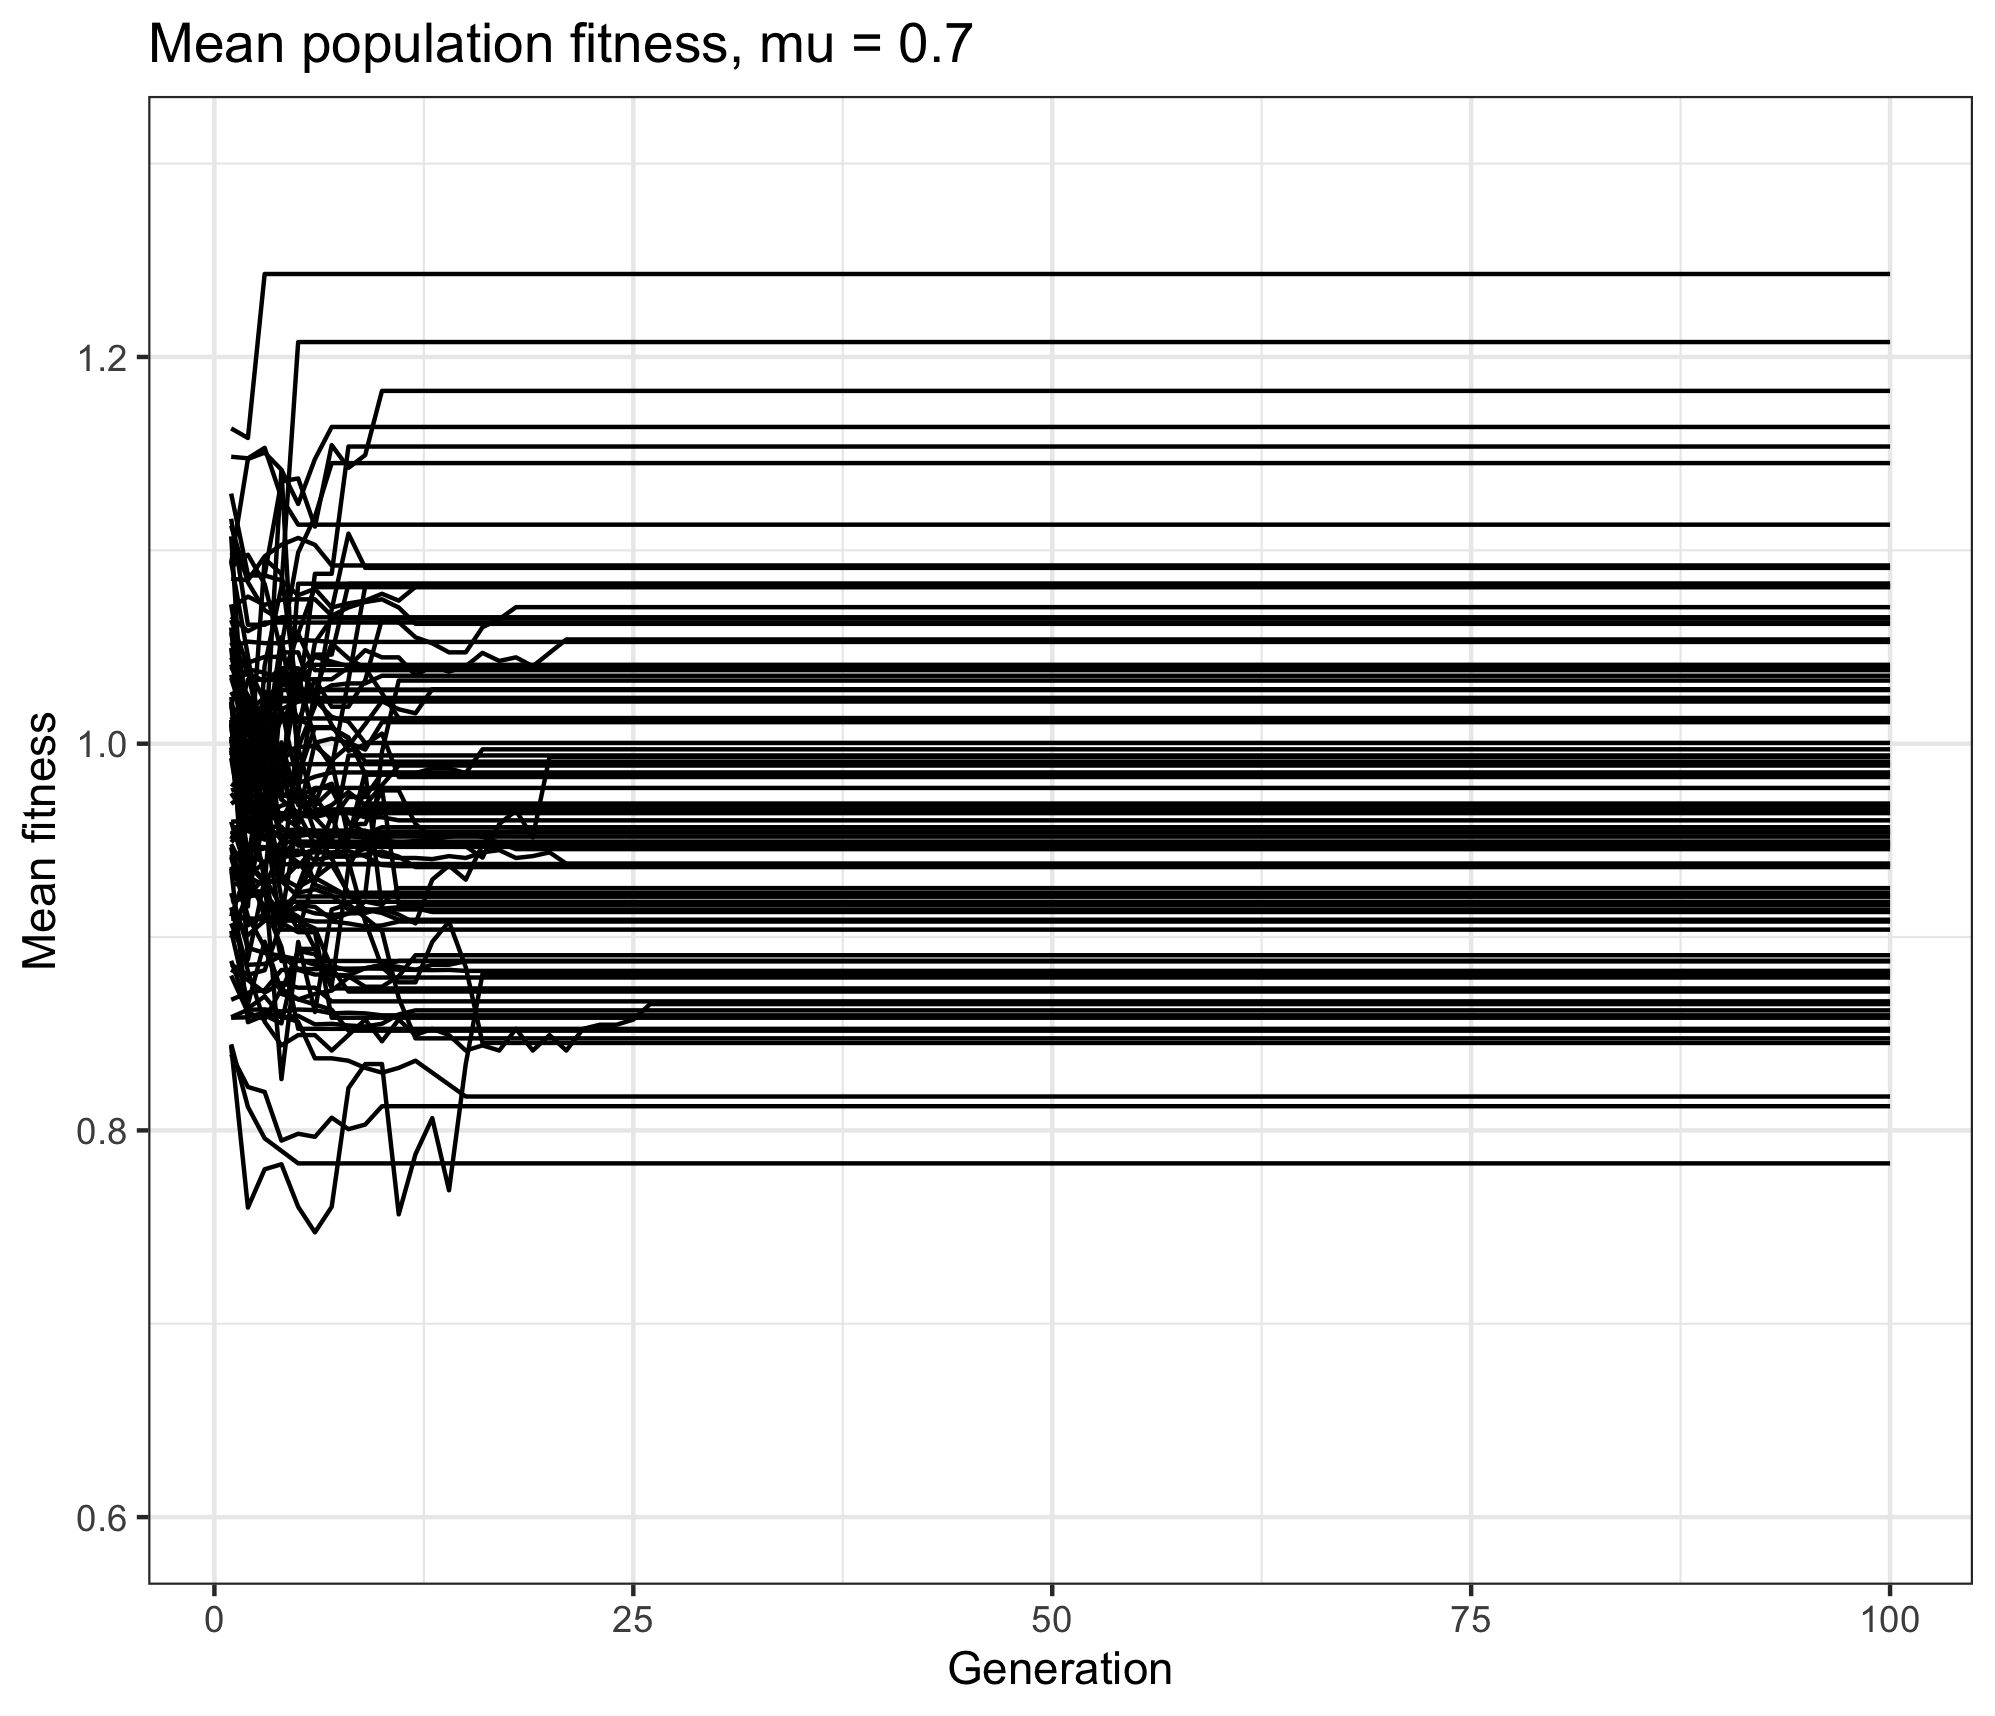 Mean population fitness, mu = 0.7
Mean fitness
1.2
1.0
0.8
0.6
0 25 50 75 100
Generation